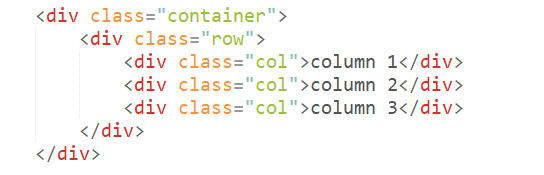 <div class="container">
    <div class="row">
        <div class="col">column 1</div>
        <div class="col">column 2</div>
        <div class="col">column 3</div>
    </div>
</div>